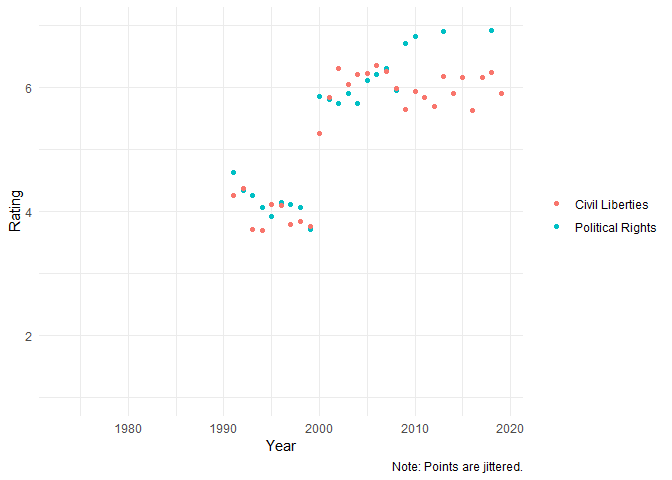 6
4
2
Rating
1980 1990 2000 2010 2020
Year
Civil Liberties
Political Rights
Note: Points are jittered.